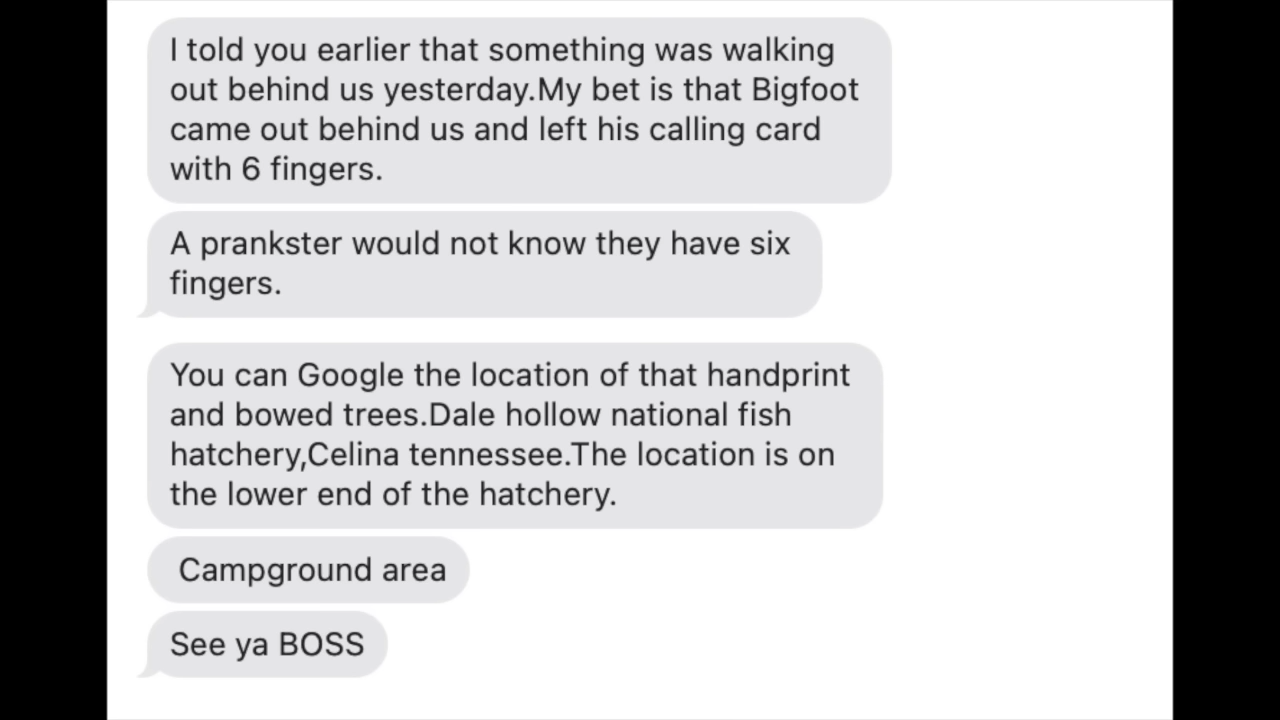 I told you earlier that something was walking
out behind us yesterday.My bet is that Bigfoot
came out behind us and left his calling card
with 6 fingers.
A prankster would not know they have six
fingers.
You can Google the location of that handprint
and bowed trees.Dale hollow national fish
hatchery,Celina tennessee.The location is on
the lower end of the hatchery.
Campground area
See ya BOSS